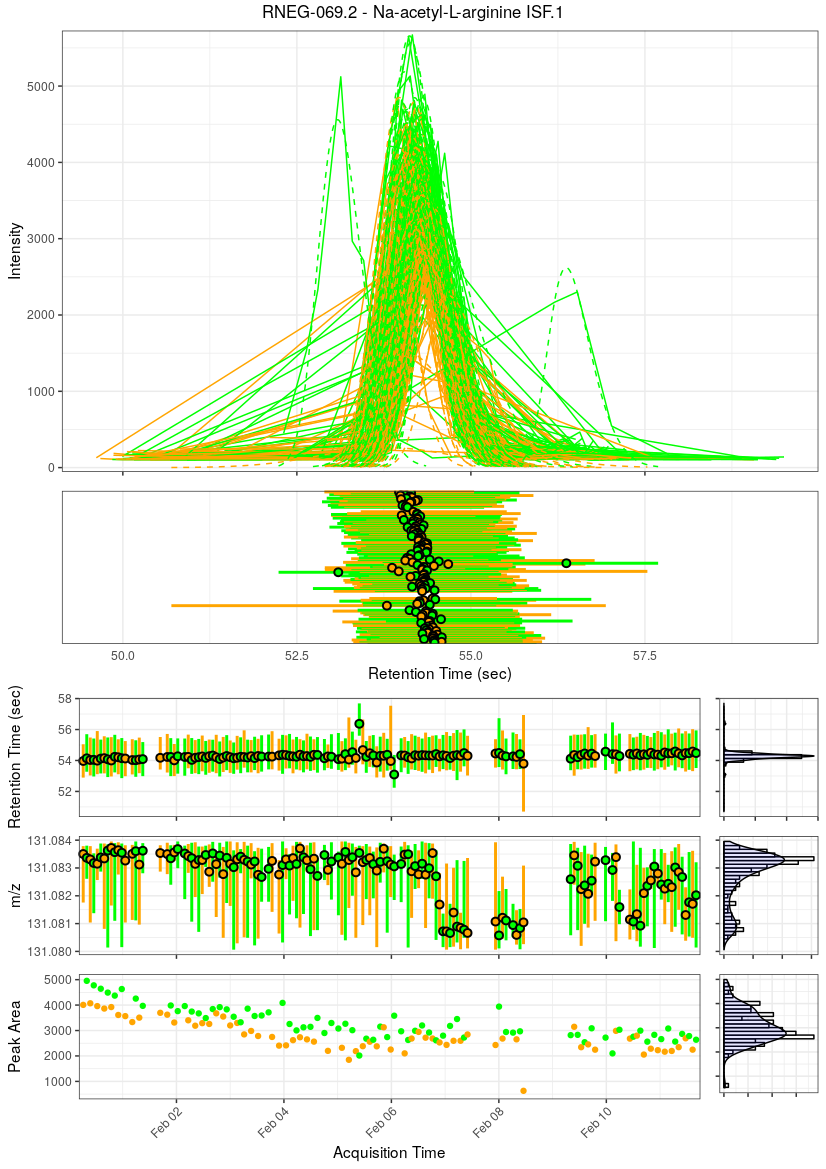 RNEG-069.2 - Na-acetyl-L-arginine ISF.1
5000
4000
3000
2000
1000
0
Intensity
50.0 52.5 55.0 57.5
Retention Time (sec)
58
56
54
52
Retention Time (sec)
131.084
131.083
131.082
131.081
131.080
m/z
5000
4000
3000
2000
1000
Peak Area
Feb 02 Feb 04 Feb 06 Feb 08 Feb 10
Acquisition Time